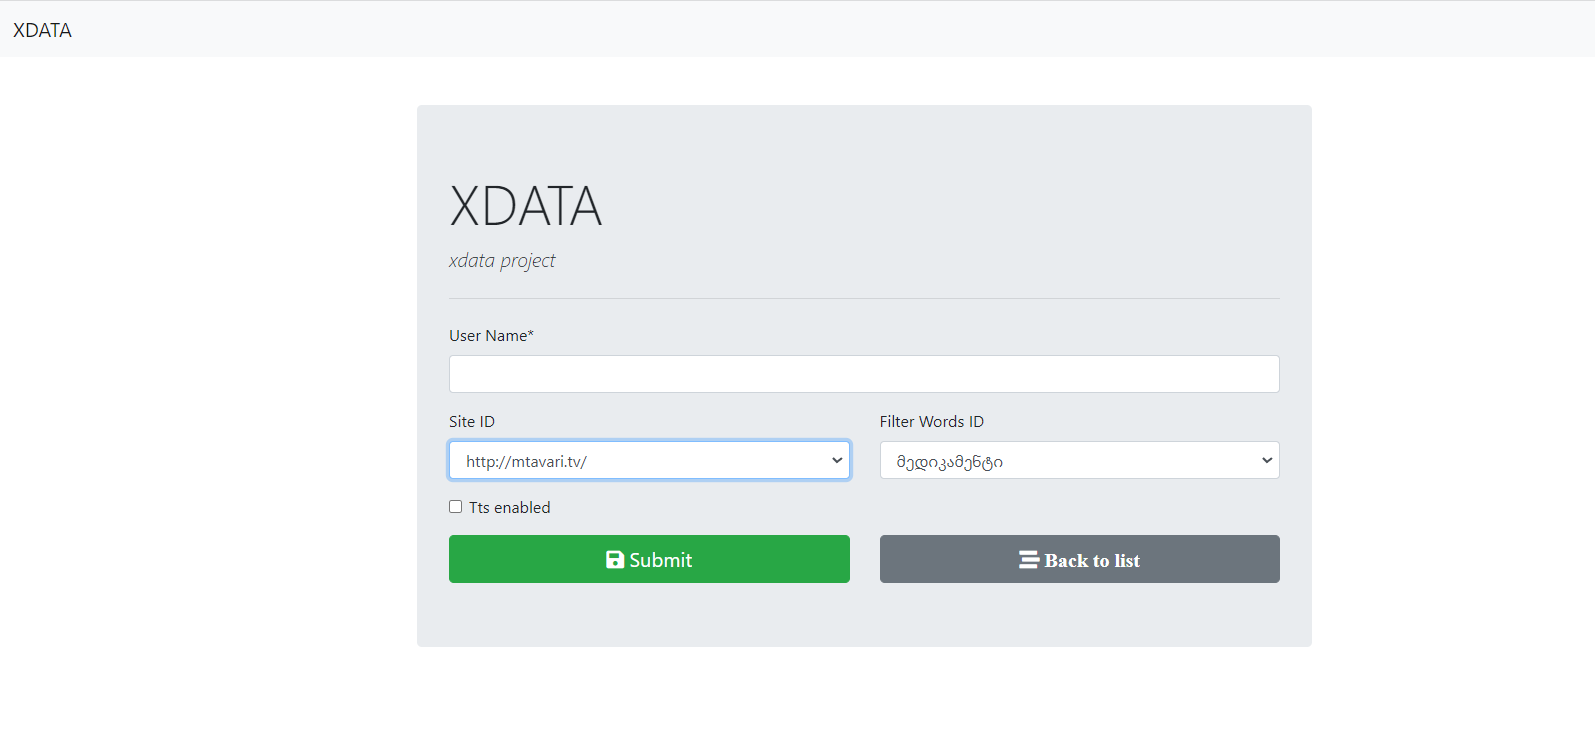 XDATA
XDATA
xdata project
User Name*
Site ID
Filter Words ID
http://mtavari.tv/
მედიკამენტი
Tts enabled
Submit
Back to list